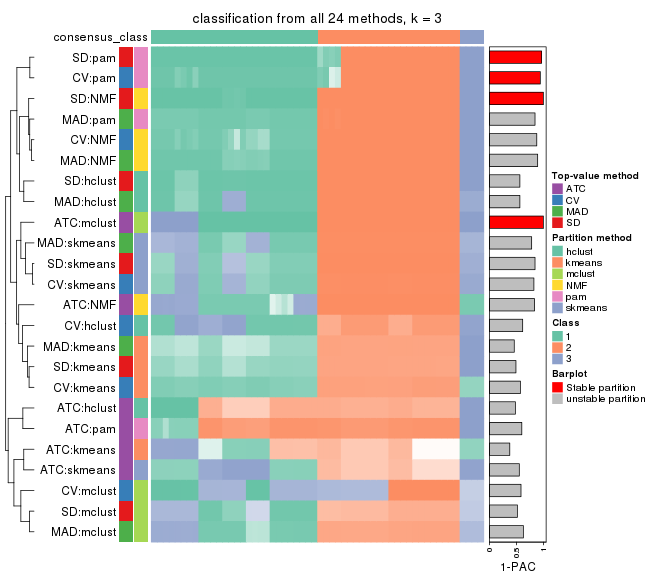 classification from all 24 methods, k = 3
consensus_class
SD:pam
CV:pam
SD:NMF
MAD:pam
CV:NMF
MAD:NMF
SD:hclust
MAD:hclust
ATC:mclust
MAD:skmeans
SD:skmeans
CV:skmeans
ATC:NMF
CV:hclust
MAD:kmeans
SD:kmeans
CV:kmeans
ATC:hclust
ATC:pam
ATC:kmeans
ATC:skmeans
CV:mclust
SD:mclust
MAD:mclust
0
0.5
1
1-PAC
Top-value method
ATC
CV
MAD
SD
Partition method
hclust
kmeans
mclust
NMF
pam
skmeans
Class
1
2
3
Barplot
Stable partition
unstable partition